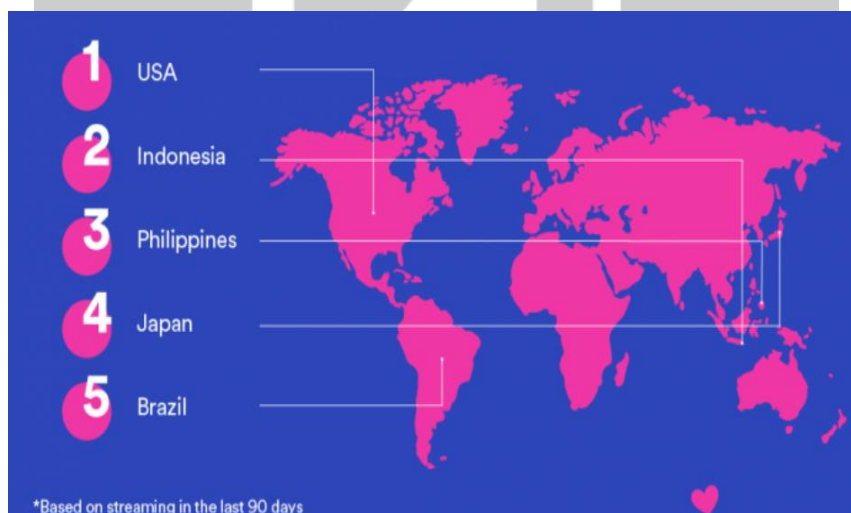 1 USA
2 Indonesia
3 Philippines
4 Japan
5 Brazil
*Based on streaming in the last 90 days